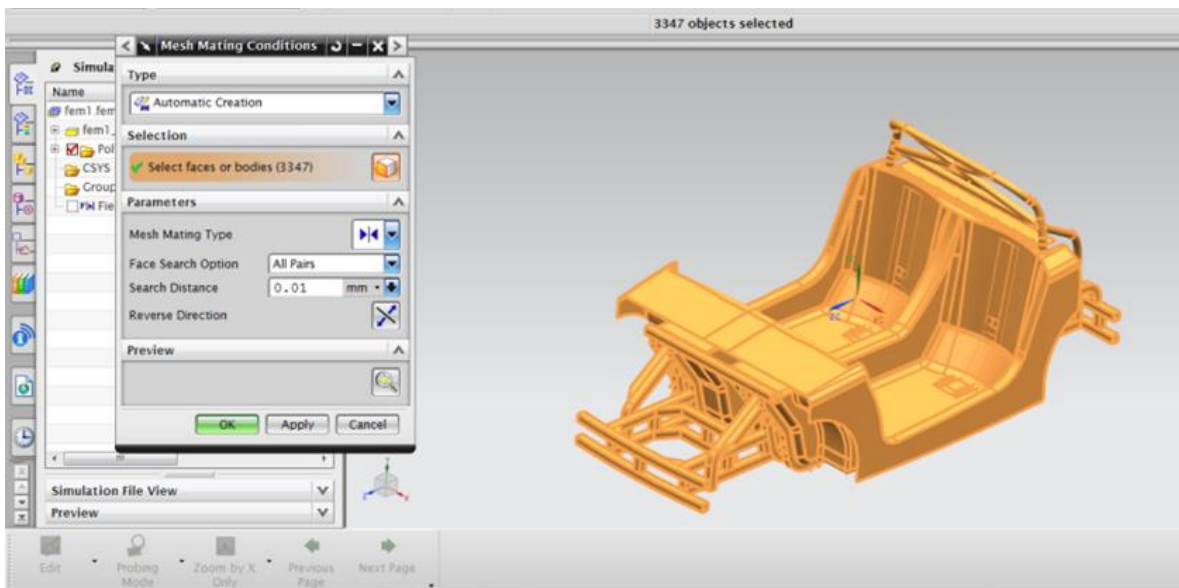 3347 objects selected
Mesh Mating Conditions
Simula
Name
fem1.fem
fem1_
Pol
CSYS
Group
Fie
Type
Automatic Creation
Selection
Select faces or bodies (3347)
Parameters
Mesh Mating Type
Face Search Option All Pairs
Search Distance 0.01 mm
Reverse Direction
Preview
OK Apply Cancel
Simulation File View
Preview
Edit
Probing Mode
Zoom by X Only
Previous Page
Next Page